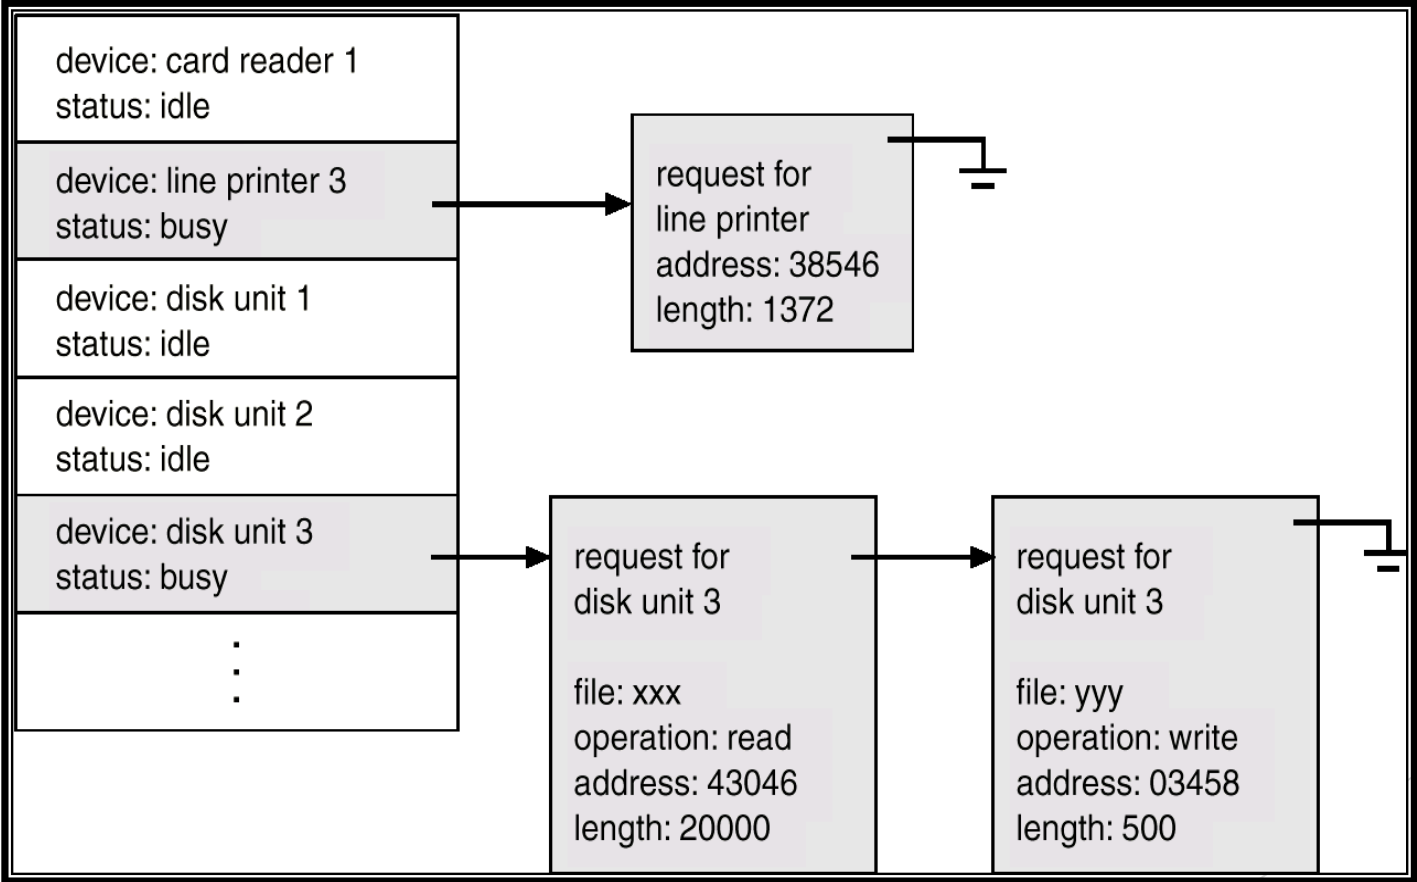 device: card reader 1
status: idle
device: line printer 3
status: busy
device: disk unit 1
status: idle
device: disk unit 2
status: idle
device: disk unit 3
status: busy
request for
line printer
address: 38546
length: 1372
request for
disk unit 3
file: xxx
operation: read
address: 43046
length: 20000
request for
disk unit 3
file: yyy
operation: write
address: 03458
length: 500